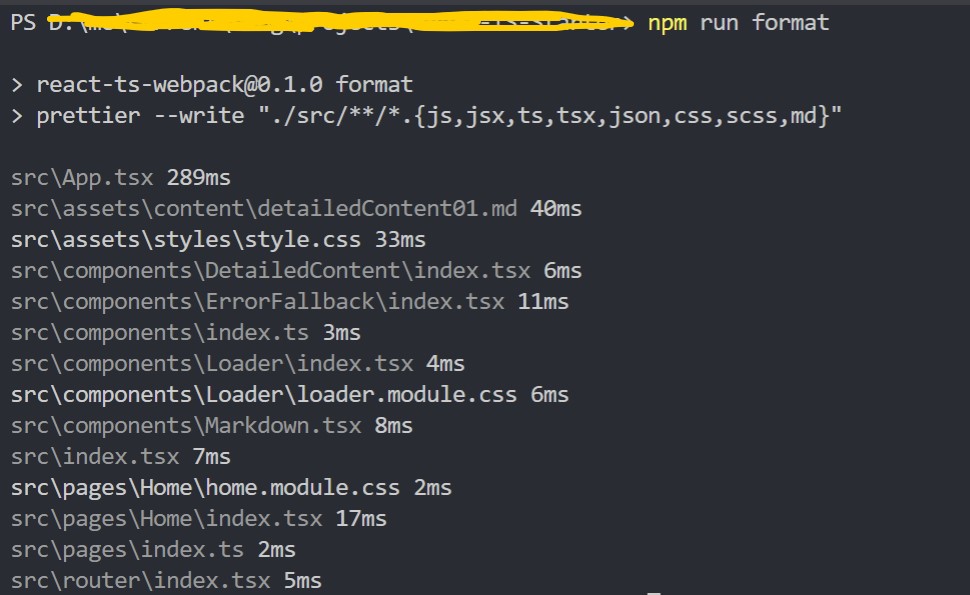 PS D:\ > npm run format
> react-ts-webpack@0.1.0 format
> prettier --write "./src/**/*.{js,jsx,ts,tsx,json,css,scss,md}"
src\App.tsx 289ms
src\assets\content\detailedContent01.md 40ms
src\assets\styles\style.css 33ms
src\components\DetailedContent\index.tsx 6ms
src\components\ErrorFallback\index.tsx 11ms
src\components\index.ts 3ms
src\components\Loader\index.tsx 4ms
src\components\Loader\loader.module.css 6ms
src\components\Markdown.tsx 8ms
src\index.tsx 7ms
src\pages\Home\home.module.css 2ms
src\pages\Home\index.tsx 17ms
src\pages\index.ts 2ms
src\router\index.tsx 5ms